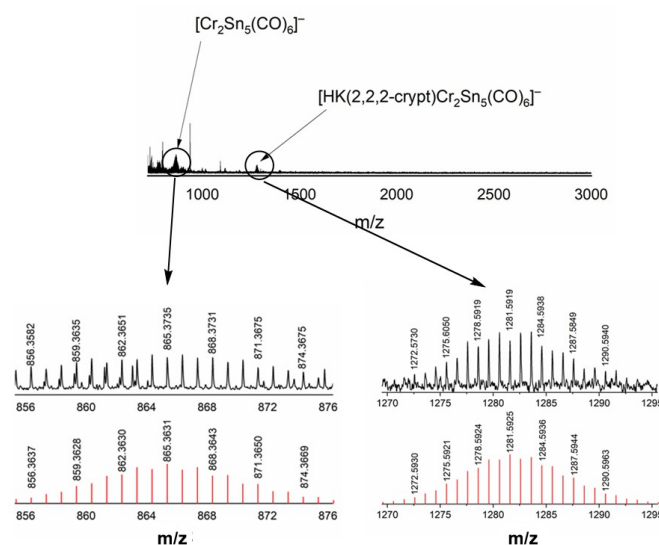 [Cr2Sn5(CO)6]–
[HK(2,2,2-crypt)Cr2Sn5(CO)6]–
1000 1500 2000 2500 3000
m/z
856.3582 859.3635 862.3651 865.3735 868.3731 871.3675 874.3675
856 860 864 868 872 876
856.3637 859.3628 862.3630 865.3631 868.3643 871.3650 874.3669
856 860 864 868 872 876
m/z
1272.5730 1275.6050 1278.5919 1281.5919 1284.5938 1287.5849 1290.5940
1270 1275 1280 1285 1290 1295
1272.5930 1275.5921 1278.5924 1281.5925 1284.5936 1287.5944 1290.5963
1270 1275 1280 1285 1290 1295
m/z